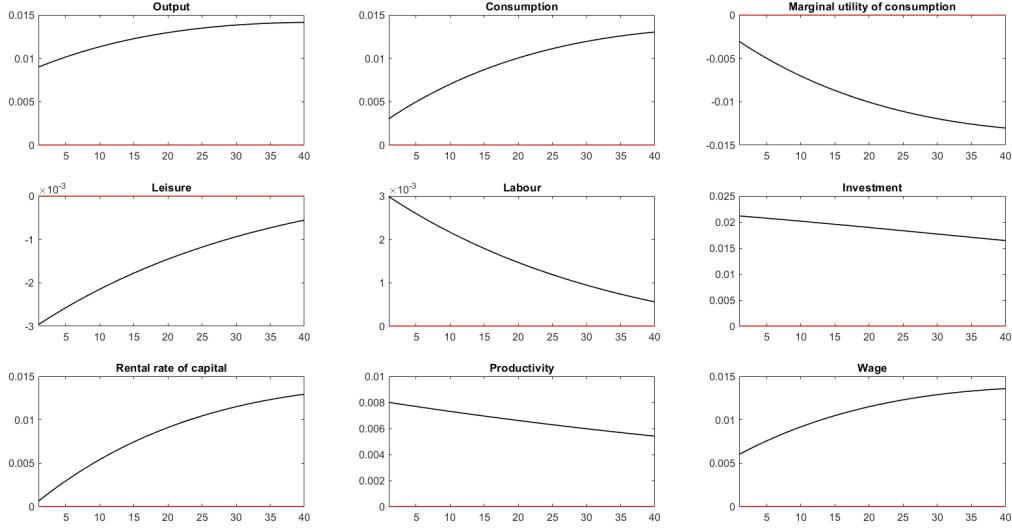 Output
0.015
0.01
0.005
0
5 10 15 20 25 30 35 40
Consumption
0.015
0.01
0.005
0
5 10 15 20 25 30 35 40
Marginal utility of consumption
0
-0.005
-0.01
-0.015
5 10 15 20 25 30 35 40
Leisure
×10⁻³
0
-1
-2
-3
5 10 15 20 25 30 35 40
Labour
×10⁻³
3
2
1
0
5 10 15 20 25 30 35 40
Investment
0.025
0.02
0.015
0.01
0.005
0
5 10 15 20 25 30 35 40
Rental rate of capital
0.015
0.01
0.005
0
5 10 15 20 25 30 35 40
Productivity
0.01
0.008
0.006
0.004
0.002
0
5 10 15 20 25 30 35 40
Wage
0.015
0.01
0.005
0
5 10 15 20 25 30 35 40